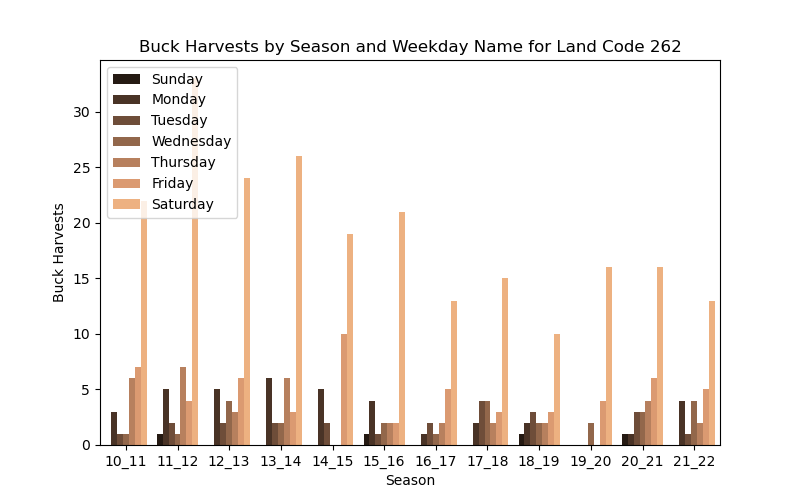 Buck Harvests by Season and Weekday Name for Land Code 262
Sunday
Monday
Tuesday
Wednesday
Thursday
Friday
Saturday
30
25
20
15
10
5
0
Buck Harvests
10_11 11_12 12_13 13_14 14_15 15_16 16_17 17_18 18_19 19_20 20_21 21_22
Season